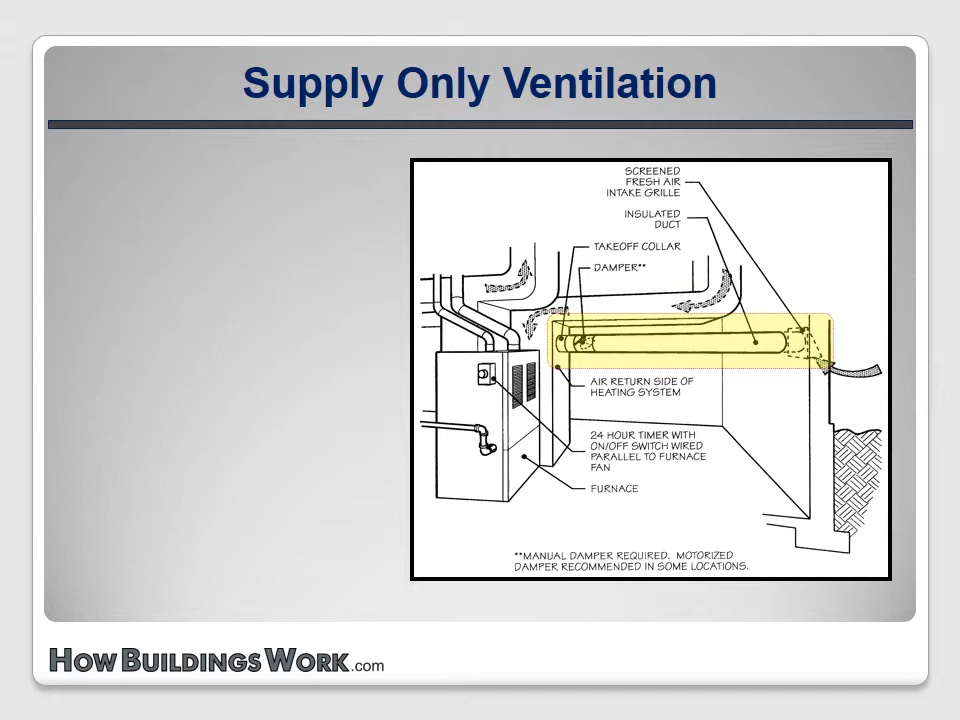 Supply Only Ventilation
SCREENED
FRESH AIR
INTAKE GRILLE
INSULATED
DUCT
TAKEOFF COLLAR
DAMPER**
AIR RETURN SIDE OF
HEATING SYSTEM
24 HOUR TIMER WITH
ON/OFF SWITCH WIRED
PARALLEL TO FURNACE
FAN
FURNACE
**MANUAL DAMPER REQUIRED. MOTORIZED
DAMPER RECOMMENDED IN SOME LOCATIONS.
HOWBUILDINGSWORK.com